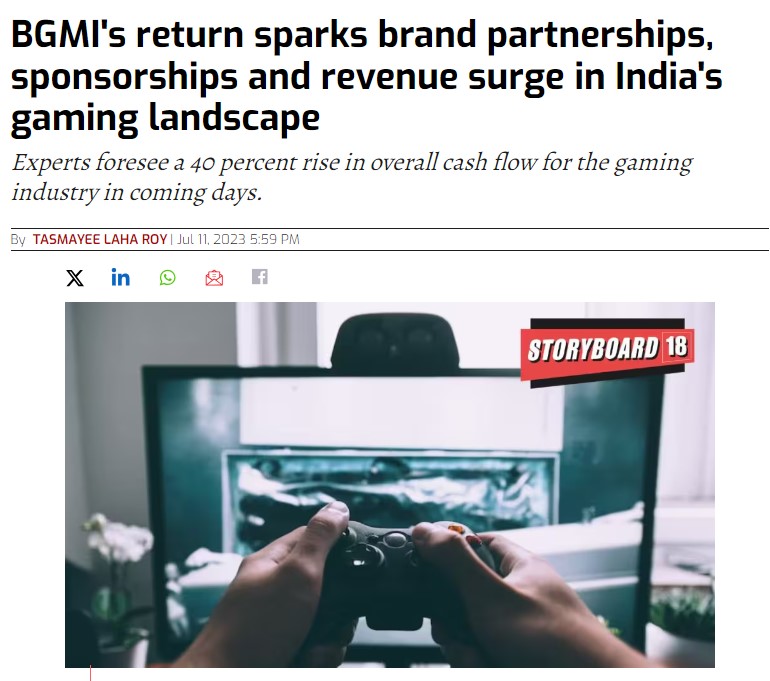 BGMI's return sparks brand partnerships,
sponsorships and revenue surge in India's
gaming landscape
Experts foresee a 40 percent rise in overall cash flow for the gaming
industry in coming days.
By TASMAYEE LAHA ROY | Jul 11, 2023 5:59 PM
STORYBOARD 18